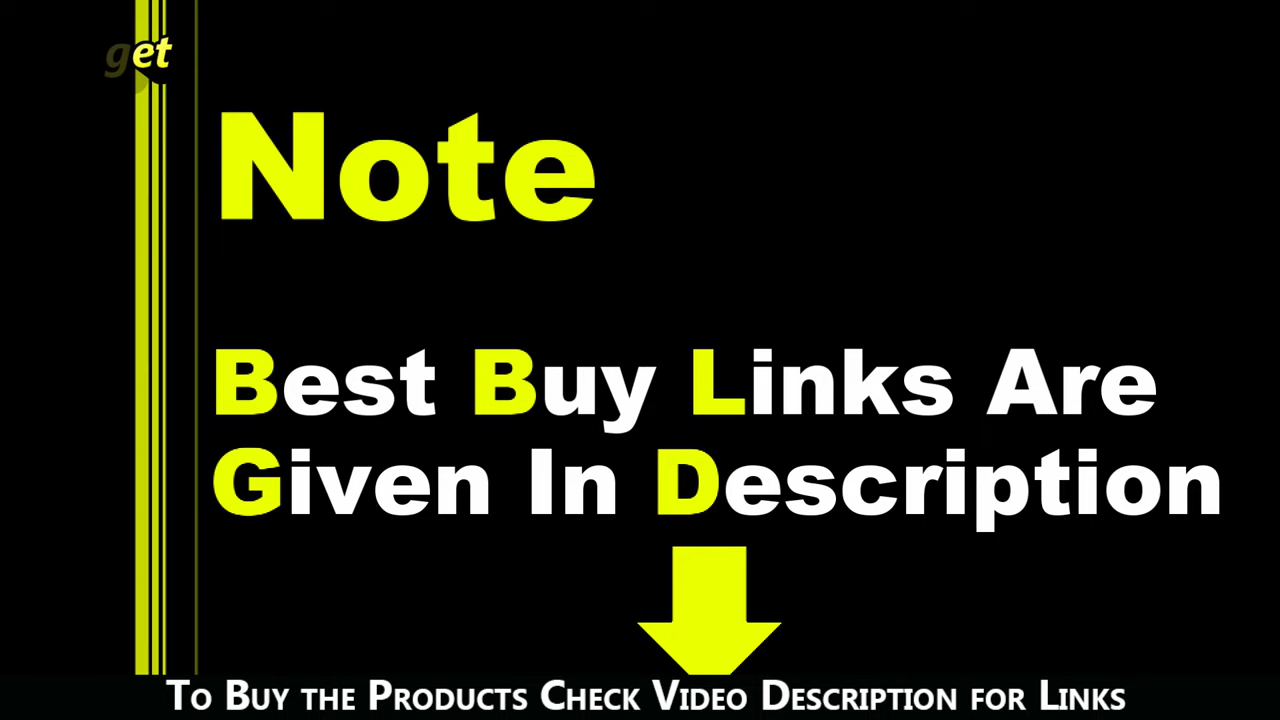 get
Note
Best Buy Links Are
Given In Description
To Buy the Products Check Video Description for Links